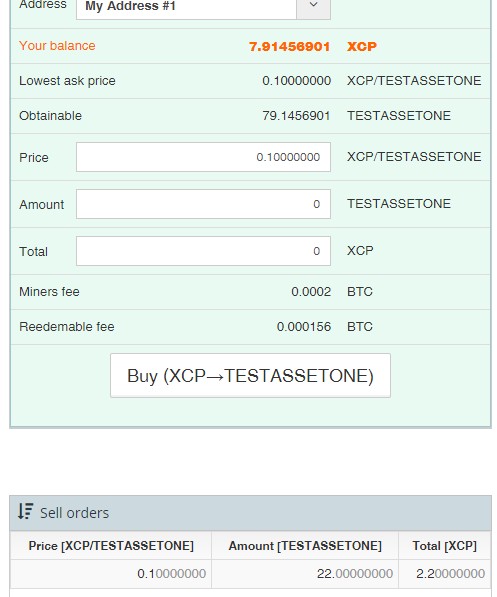 Address My Address #1
Your balance 7.91456901 XCP
Lowest ask price 0.10000000 XCP/TESTASSETONE
Obtainable 79.1456901 TESTASSETONE
Price 0.10000000 XCP/TESTASSETONE
Amount 0 TESTASSETONE
Total 0 XCP
Miners fee 0.0002 BTC
Reedemable fee 0.000156 BTC
Buy (XCP→TESTASSETONE)
Sell orders
Price [XCP/TESTASSETONE] Amount [TESTASSETONE] Total [XCP]
0.10000000 22.00000000 2.20000000